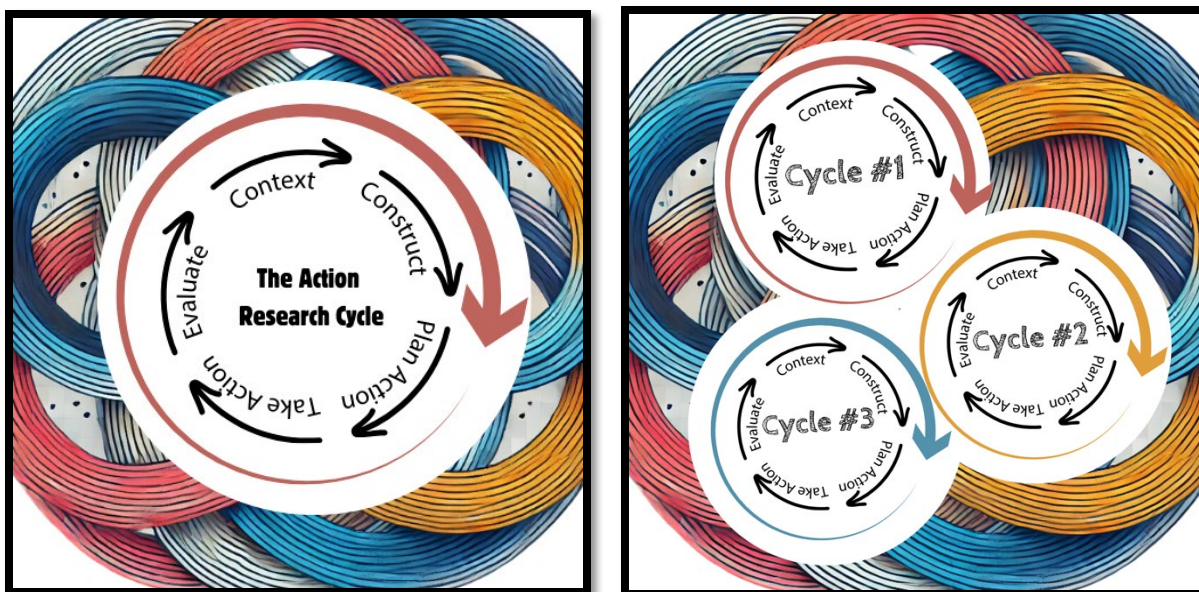 Context
Construct
Plan Action
Take Action
Evaluate
The Action
Research Cycle
Context
Construct
Plan Action
Take Action
Evaluate
Cycle #1
Context
Construct
Plan Action
Take Action
Evaluate
Cycle #2
Context
Construct
Plan Action
Take Action
Evaluate
Cycle #3